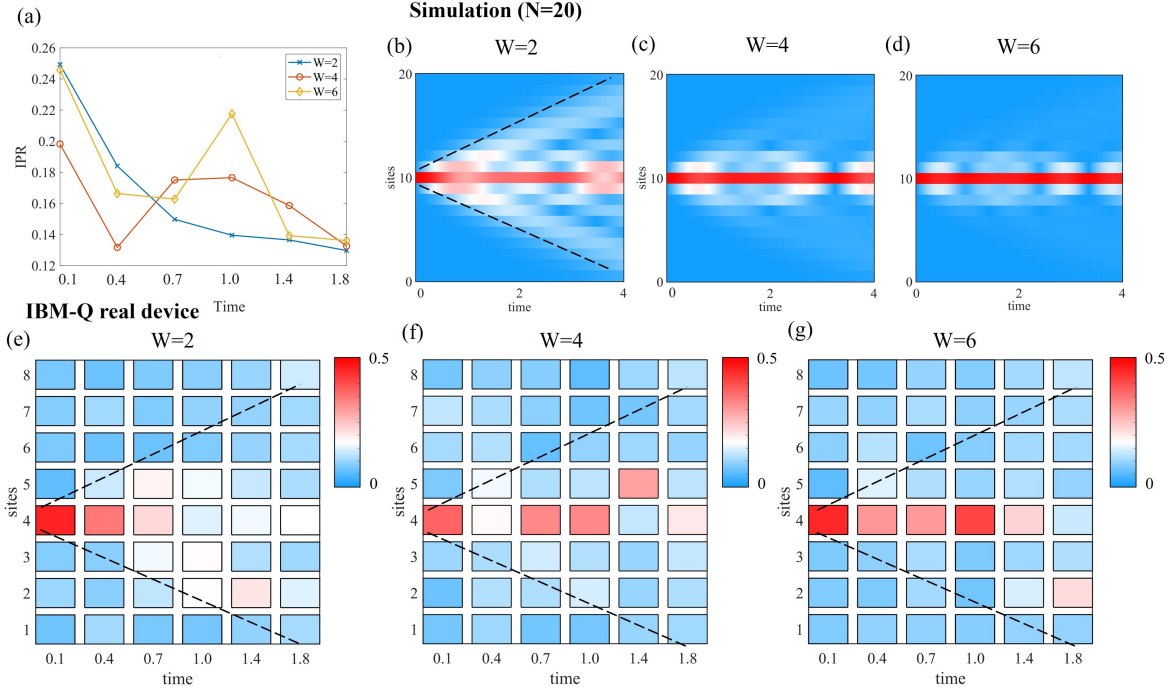 Simulation (N=20)
(a)
0.26
0.24
0.22
0.2
0.18
0.16
0.14
0.12
IPR
W=2
W=4
W=6
0.1 0.4 0.7 1.0 1.4 1.8
Time
(b) W=2
20
10
0
sites
0 2 4
time
(c) W=4
20
10
0
sites
0 2 4
time
(d) W=6
20
10
0
sites
0 2 4
time
IBM-Q real device
(e) W=2
8
7
6
5
4
3
2
1
sites
0.1 0.4 0.7 1.0 1.4 1.8
time
0.5
0
(f) W=4
8
7
6
5
4
3
2
1
sites
0.1 0.4 0.7 1.0 1.4 1.8
time
0.5
0
(g) W=6
8
7
6
5
4
3
2
1
sites
0.1 0.4 0.7 1.0 1.4 1.8
time
0.5
0